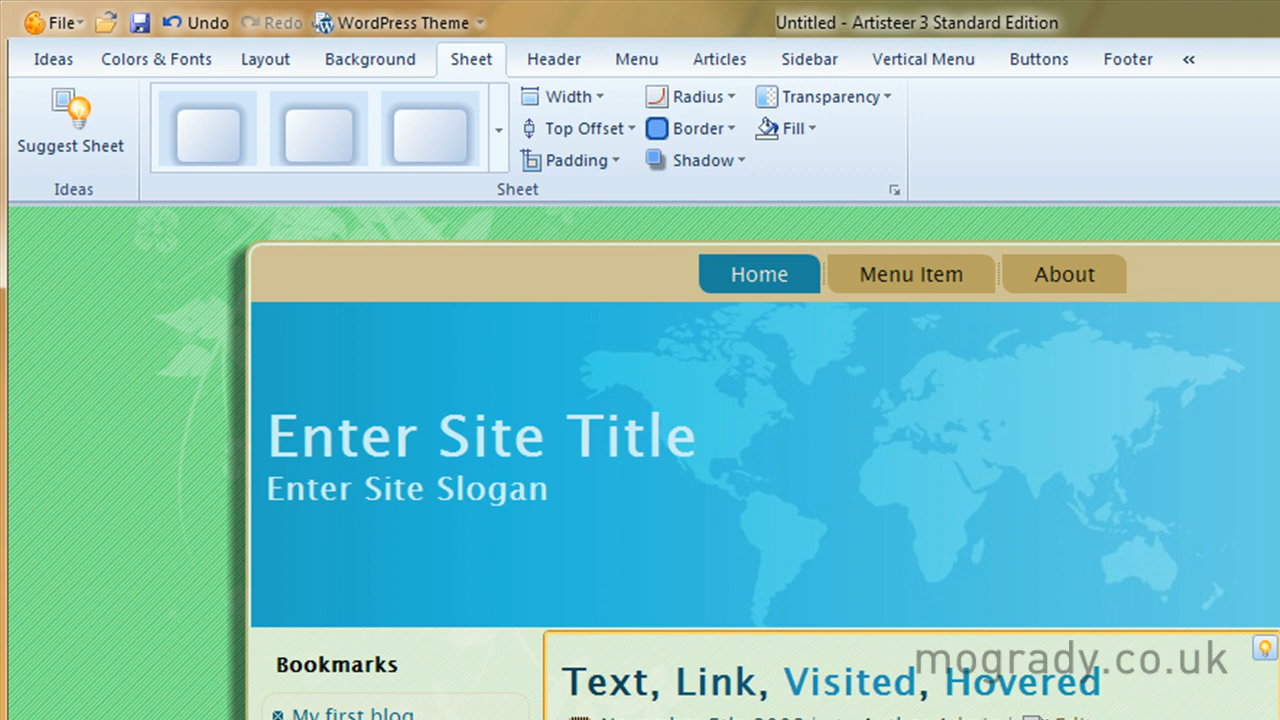 File Undo Redo WordPress Theme Untitled - Artisteer 3 Standard Edition
Ideas Colors & Fonts Layout Background Sheet Header Menu Articles Sidebar Vertical Menu Buttons Footer «
Width Radius Transparency
Top Offset Border Fill
Suggest Sheet
Padding Shadow
Ideas Sheet
Home Menu Item About
Enter Site Title
Enter Site Slogan
Bookmarks
mogrady.co.uk
Text, Link, Visited, Hovered
My first blog